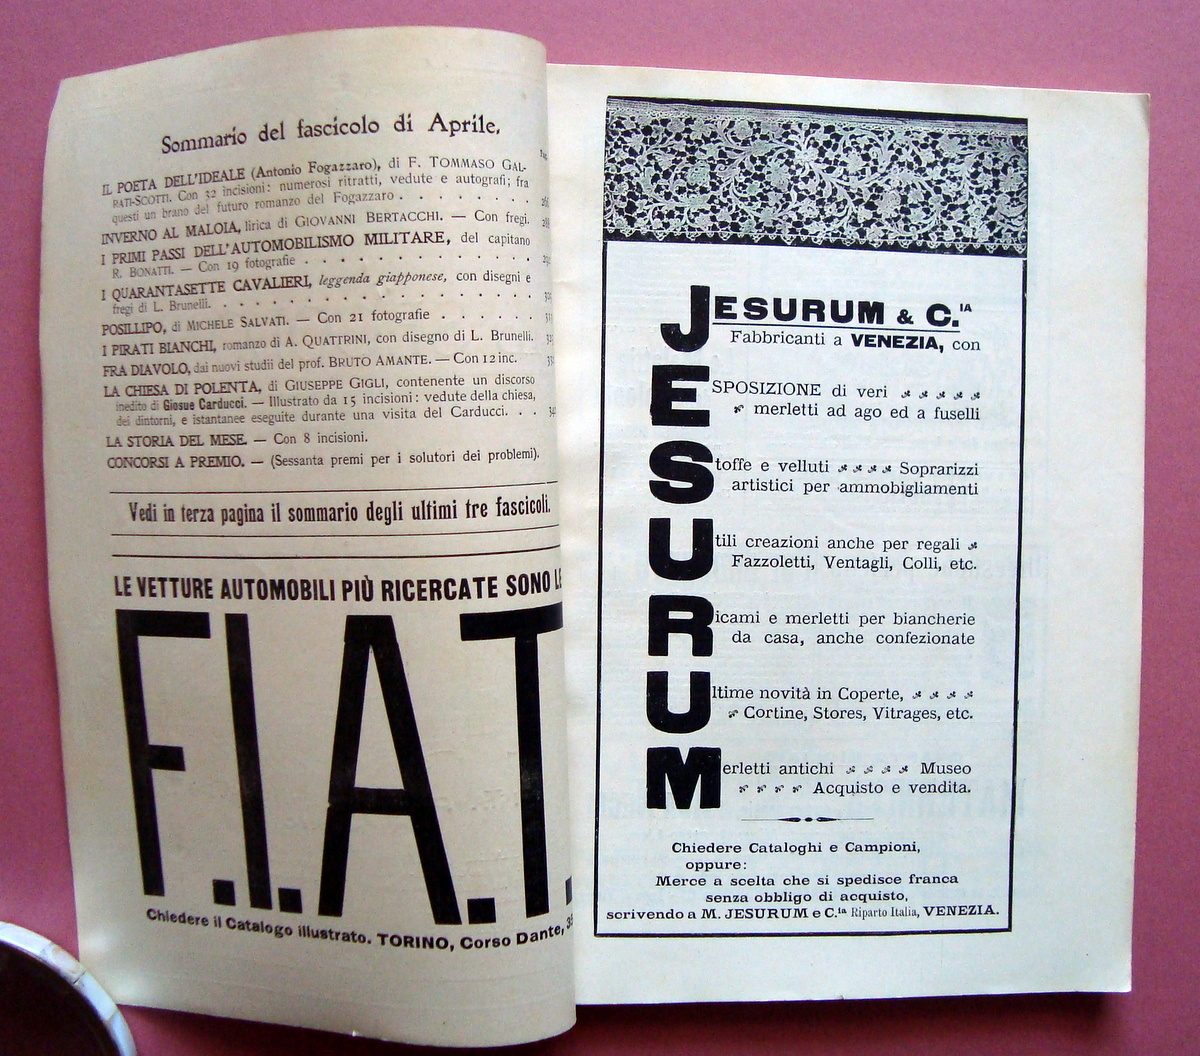 Sommario del fascicolo di Aprile.
Pag.
IL POETA DELL'IDEALE (Antonio Fogazzaro), di F. TOMMASO GAL-
RATI-SCOTTI. Con 32 incisioni: numerosi ritratti, vedute e autografi; fra
questi un brano del futuro romanzo del Fogazzaro . . . . . . . .
INVERNO AL MALOIA, lirica di GIOVANNI BERTACCHI. — Con fregi.
I PRIMI PASSI DELL'AUTOMOBILISMO MILITARE, del capitano
R. BONATTI. — Con 19 fotografie . . . . . . . . . . . . .
I QUARANTASETTE CAVALIERI, leggenda giapponese, con disegni e
fregi di L. Brunelli. . . . . . . . . . . . . . . . . .
POSILLIPO, di MICHELE SALVATI. — Con 21 fotografie . . . . . .
I PIRATI BIANCHI, romanzo di A. QUATTRINI, con disegno di L. Brunelli.
FRA DIAVOLO, dai nuovi studii del prof. BRUTO AMANTE. — Con 12 inc.
LA CHIESA DI POLENTA, di GIUSEPPE GIGLI, contenente un discorso
inedito di Giosue Carducci. — Illustrato da 15 incisioni: vedute della chiesa,
dei dintorni, e istantanee eseguite durante una visita del Carducci. . .
LA STORIA DEL MESE. — Con 8 incisioni.
CONCORSI A PREMIO. — (Sessanta premi per i solutori dei problemi).
Vedi in terza pagina il sommario degli ultimi tre fascicoli.
LE VETTURE AUTOMOBILI PIÙ RICERCATE SONO LE
F.I.A.T.
Chiedere il Catalogo illustrato. TORINO, Corso Dante, 35
JESURUM & C.IA
Fabbricanti a VENEZIA, con
ESPOSIZIONE di veri
merletti ad ago ed a fuselli
Stoffe e velluti Soprarizzi
artistici per ammobigliamenti
Utili creazioni anche per regali
Fazzoletti, Ventagli, Colli, etc.
Ricami e merletti per biancherie
da casa, anche confezionate
Ultime novità in Coperte,
Cortine, Stores, Vitrages, etc.
Merletti antichi Museo
Acquisto e vendita.
Chiedere Cataloghi e Campioni,
oppure:
Merce a scelta che si spedisce franca
senza obbligo di acquisto,
scrivendo a M. JESURUM e C.ia Riparto Italia, VENEZIA.